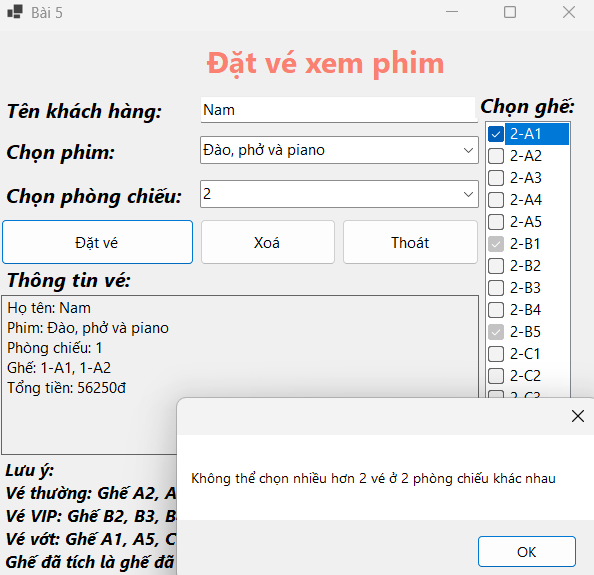 Bài 5
Đặt vé xem phim
Tên khách hàng: Nam
Chọn ghế:
Chọn phim: Đào, phở và piano
Chọn phòng chiếu: 2
Đặt vé Xoá Thoát
2-A1
2-A2
2-A3
2-A4
2-A5
2-B1
2-B2
2-B3
2-B4
2-B5
2-C1
2-C2
2-C3
Thông tin vé:
Họ tên: Nam
Phim: Đào, phở và piano
Phòng chiếu: 1
Ghế: 1-A1, 1-A2
Tổng tiền: 56250đ
Lưu ý:
Vé thường: Ghế A2, A
Vé VIP: Ghế B2, B3, B
Vé vớt: Ghế A1, A5, C
Ghế đã tích là ghế đã
Không thể chọn nhiều hơn 2 vé ở 2 phòng chiếu khác nhau
OK